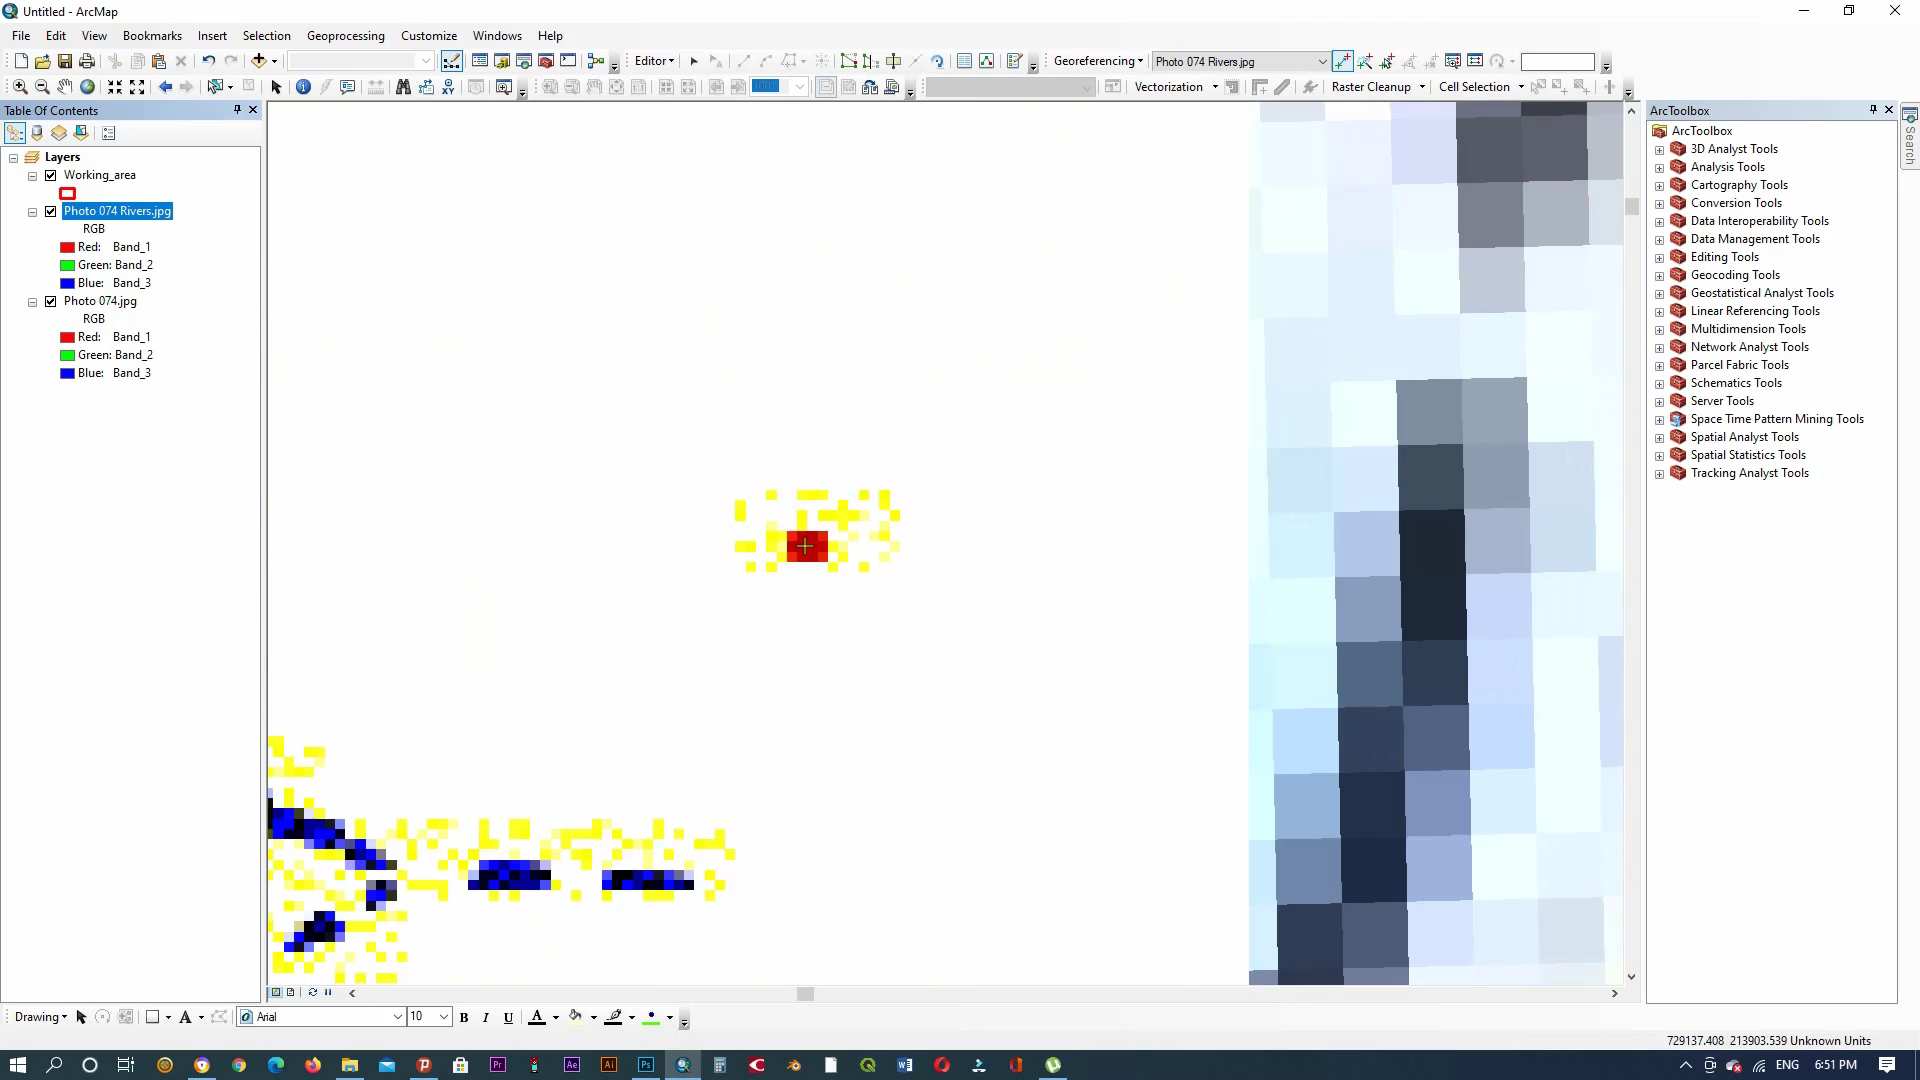 Untitled - ArcMap
File Edit View Bookmarks Insert Selection Geoprocessing Customize Windows Help
Editor Georeferencing Photo 074 Rivers.jpg
Vectorization Raster Cleanup Cell Selection
Table Of Contents
Layers
Working_area
Photo 074 Rivers.jpg
RGB
Red: Band_1
Green: Band_2
Blue: Band_3
Photo 074.jpg
RGB
Red: Band_1
Green: Band_2
Blue: Band_3
ArcToolbox
ArcToolbox
3D Analyst Tools
Analysis Tools
Cartography Tools
Conversion Tools
Data Interoperability Tools
Data Management Tools
Editing Tools
Geocoding Tools
Geostatistical Analyst Tools
Linear Referencing Tools
Multidimension Tools
Network Analyst Tools
Parcel Fabric Tools
Schematics Tools
Server Tools
Space Time Pattern Mining Tools
Spatial Analyst Tools
Spatial Statistics Tools
Tracking Analyst Tools
Search
Drawing A Arial 10 B I U A
729137.408 213903.539 Unknown Units
ENG 6:51 PM